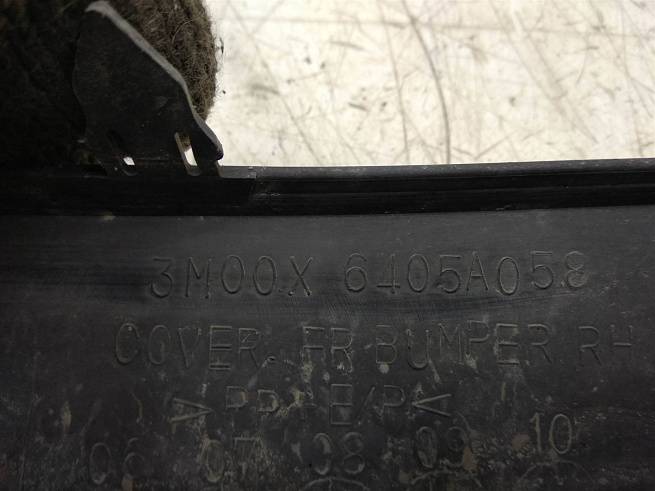 3M00X 6405A058
COVER, FR BUMPER RH
>PP+E/P<
06 07 08 09 10